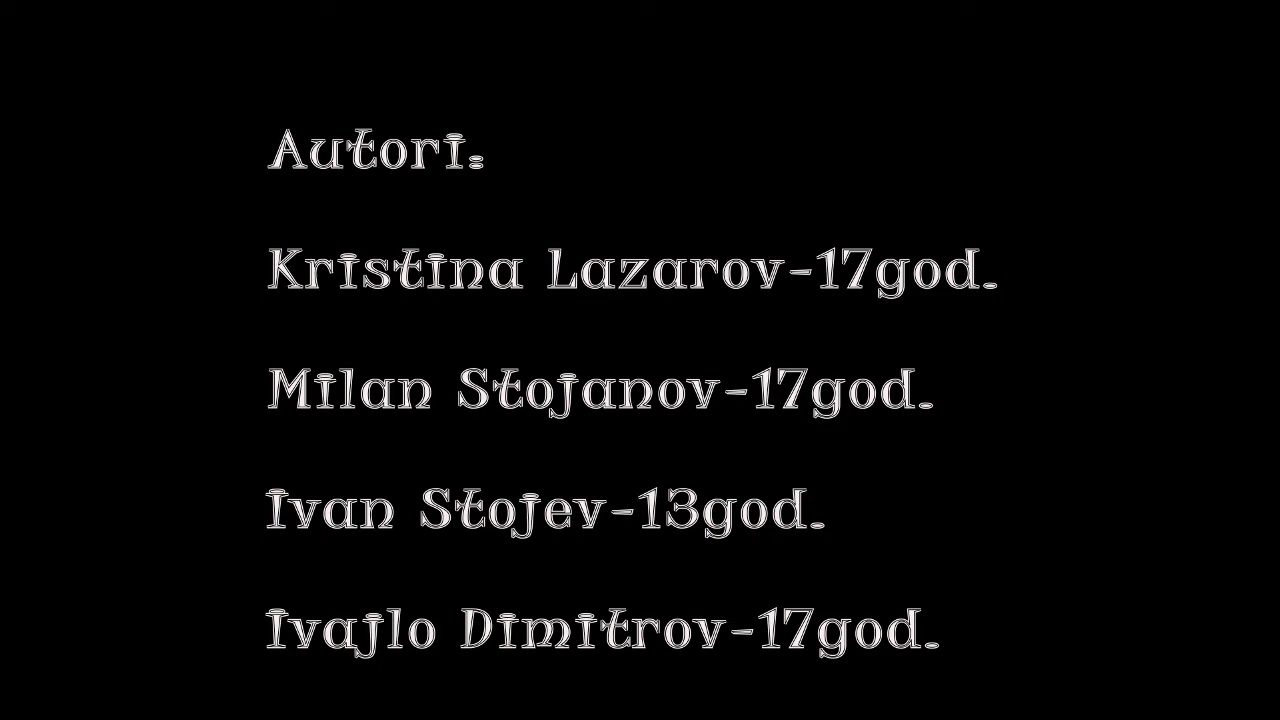 Autori:
Kristina Lazarov-17god.
Milan Stojanov-17god.
Ivan Stojev-13god.
Ivajlo Dimitrov-17god.